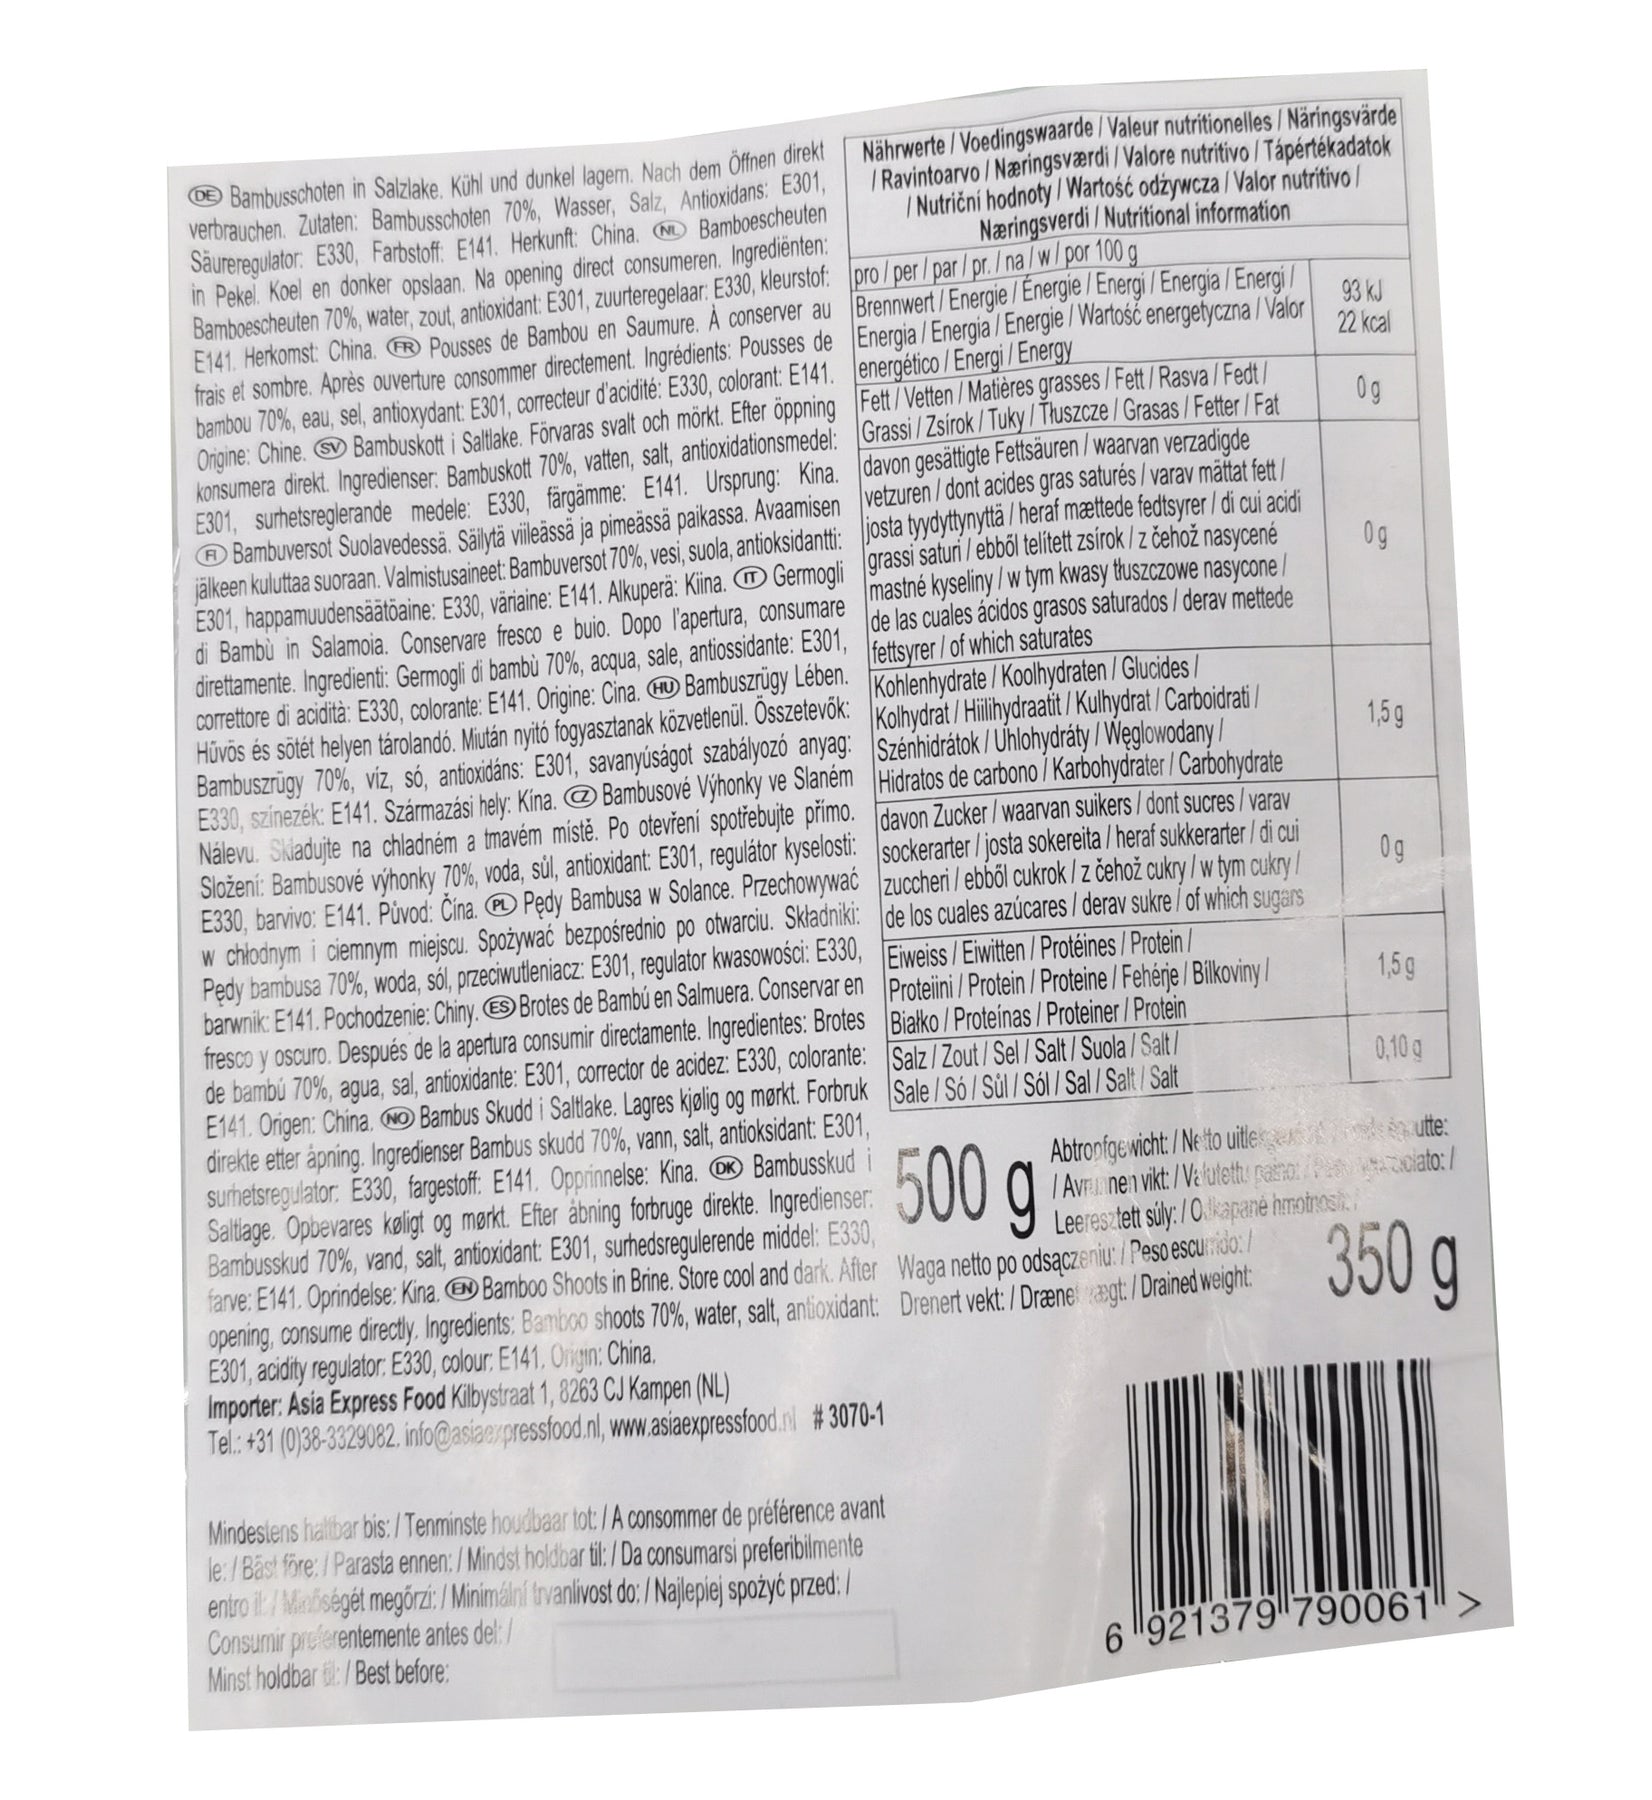 DE Bambusschoten in Salzlake. Kühl und dunkel lagern. Nach dem Öffnen direkt
verbrauchen. Zutaten: Bambusschoten 70%, Wasser, Salz, Antioxidans: E301,
Säureregulator: E330, Farbstoff: E141. Herkunft: China. NL Bamboescheuten
in Pekel. Koel en donker opslaan. Na opening direct consumeren. Ingrediënten:
Bamboescheuten 70%, water, zout, antioxidant: E301, zuurteregelaar: E330, kleurstof:
E141. Herkomst: China. FR Pousses de Bambou en Saumure. À conserver au
frais et sombre. Après ouverture consommer directement. Ingrédients: Pousses de
bambou 70%, eau, sel, antioxydant: E301, correcteur d'acidité: E330, colorant: E141.
Origine: Chine. SV Bambuskott i Saltlake. Förvaras svalt och mörkt. Efter öppning
konsumera direkt. Ingredienser: Bambuskott 70%, vatten, salt, antioxidationsmedel:
E301, surhetsreglerande medele: E330, färgämme: E141. Ursprung: Kina.
FI Bambuversot Suolavedessä. Säilytä viileässä ja pimeässä paikassa. Avaamisen
jälkeen kuluttaa suoraan. Valmistusaineet: Bambuversot 70%, vesi, suola, antioksidantti:
E301, happamuudensäätöaine: E330, väriaine: E141. Alkuperä: Kiina. IT Germogli
di Bambù in Salamoia. Conservare fresco e buio. Dopo l'apertura, consumare
direttamente. Ingredienti: Germogli di bambù 70%, acqua, sale, antiossidante: E301,
correttore di acidità: E330, colorante: E141. Origine: Cina. HU Bambuszrügy Lében.
Hűvös és sötét helyen tárolandó. Miután nyitó fogyasztanak közvetlenül. Összetevők:
Bambuszrügy 70%, víz, só, antioxidáns: E301, savanyúságot szabályozó anyag:
E330, színezék: E141. Származási hely: Kína. CZ Bambusové Výhonky ve Slaném
Nálevu. Skladujte na chladném a tmavém místě. Po otevření spotřebujte přímo.
Složení: Bambusové výhonky 70%, voda, sůl, antioxidant: E301, regulátor kyselosti:
E330, barvivo: E141. Původ: Čína. PL Pędy Bambusa w Solance. Przechowywać
w chłodnym i ciemnym miejscu. Spożywać bezpośrednio po otwarciu. Składniki:
Pędy bambusa 70%, woda, sól, przeciwutleniacz: E301, regulator kwasowości: E330,
barwnik: E141. Pochodzenie: Chiny. ES Brotes de Bambú en Salmuera. Conservar en
fresco y oscuro. Después de la apertura consumir directamente. Ingredientes: Brotes
de bambú 70%, agua, sal, antioxidante: E301, corrector de acidez: E330, colorante:
E141. Origen: China. NO Bambus Skudd i Saltlake. Lagres kjølig og mørkt. Forbruk
direkte etter åpning. Ingredienser Bambus skudd 70%, vann, salt, antioksidant: E301,
surhetsregulator: E330, fargestoff: E141. Opprinnelse: Kina. DK Bambusskud i
Saltlage. Opbevares køligt og mørkt. Efter åbning forbruge direkte. Ingredienser:
Bambusskud 70%, vand, salt, antioxidant: E301, surhedsregulerende middel: E330,
farve: E141. Oprindelse: Kina. EN Bamboo Shoots in Brine. Store cool and dark. After
opening, consume directly. Ingredients: Bamboo shoots 70%, water, salt, antioxidant:
E301, acidity regulator: E330, colour: E141. Origin: China.
Importer: Asia Express Food Kilbystraat 1, 8263 CJ Kampen (NL)
Tel.: +31 (0)38-3329082, info@asiaexpressfood.nl, www.asiaexpressfood.nl # 3070-1
Mindestens haltbar bis: / Tenminste houdbaar tot: / A consommer de préférence avant
le: / Bäst före: / Parasta ennen: / Mindst holdbar til: / Da consumarsi preferibilmente
entro il: / Minőségét megőrzi: / Minimální trvanlivost do: / Najlepiej spożyć przed: /
Consumir preferentemente antes del: /
Minst holdbar til: / Best before:
Nährwerte / Voedingswaarde / Valeur nutritionelles / Näringsvärde
/ Ravintoarvo / Næringsværdi / Valore nutritivo / Tápértékadatok
/ Nutriční hodnoty / Wartość odżywcza / Valor nutritivo /
Næringsverdi / Nutritional information
pro / per / par / pr. / na / w / por 100 g
Brennwert / Energie / Énergie / Energi / Energia / Energi / 93 kJ
Energia / Energia / Energie / Wartość energetyczna / Valor 22 kcal
energético / Energi / Energy
Fett / Vetten / Matières grasses / Fett / Rasva / Fedt / 0 g
Grassi / Zsírok / Tuky / Tłuszcze / Grasas / Fetter / Fat
davon gesättigte Fettsäuren / waarvan verzadigde
vetzuren / dont acides gras saturés / varav mättat fett /
josta tyydyttynyttä / heraf mættede fedtsyrer / di cui acidi
grassi saturi / ebből telített zsírok / z čehož nasycené 0 g
mastné kyseliny / w tym kwasy tłuszczowe nasycone /
de las cuales ácidos grasos saturados / derav mettede
fettsyrer / of which saturates
Kohlenhydrate / Koolhydraten / Glucides /
Kolhydrat / Hiilihydraatit / Kulhydrat / Carboidrati / 1,5 g
Szénhidrátok / Uhlohydráty / Węglowodany /
Hidratos de carbono / Karbohydrater / Carbohydrate
davon Zucker / waarvan suikers / dont sucres / varav
sockerarter / josta sokereita / heraf sukkerarter / di cui 0 g
zuccheri / ebből cukrok / z čehož cukry / w tym cukry /
de los cuales azúcares / derav sukre / of which sugars
Eiweiss / Eiwitten / Protéines / Protein /
Proteiini / Protein / Proteine / Fehérje / Bílkoviny / 1,5 g
Białko / Proteínas / Proteiner / Protein
Salz / Zout / Sel / Salt / Suola / Salt / 0,10 g
Sale / Só / Sůl / Sól / Sal / Salt / Salt
500 g
Abtropfgewicht: / Netto
/ Avrunnen vikt: / Valutettu
Leeresztett súly: / Odkapané hmotnost: /
Waga netto po odsączeniu: / Peso escurrido: /
Drenert vekt: / Drænet vægt: / Drained weight: 350 g
6 921379 790061 >